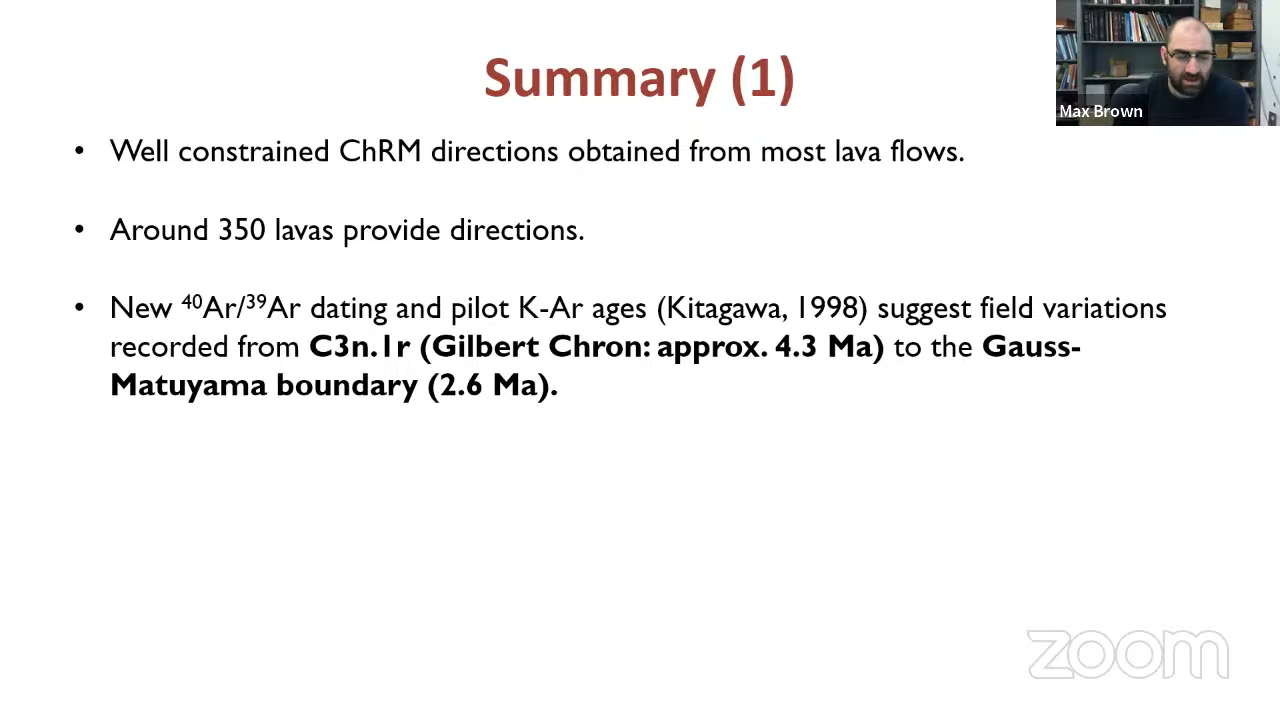 Summary (1)
Max Brown
• Well constrained ChRM directions obtained from most lava flows.
• Around 350 lavas provide directions.
• New ⁴⁰Ar/³⁹Ar dating and pilot K-Ar ages (Kitagawa, 1998) suggest field variations
recorded from C3n.1r (Gilbert Chron: approx. 4.3 Ma) to the Gauss-
Matuyama boundary (2.6 Ma).
zoom